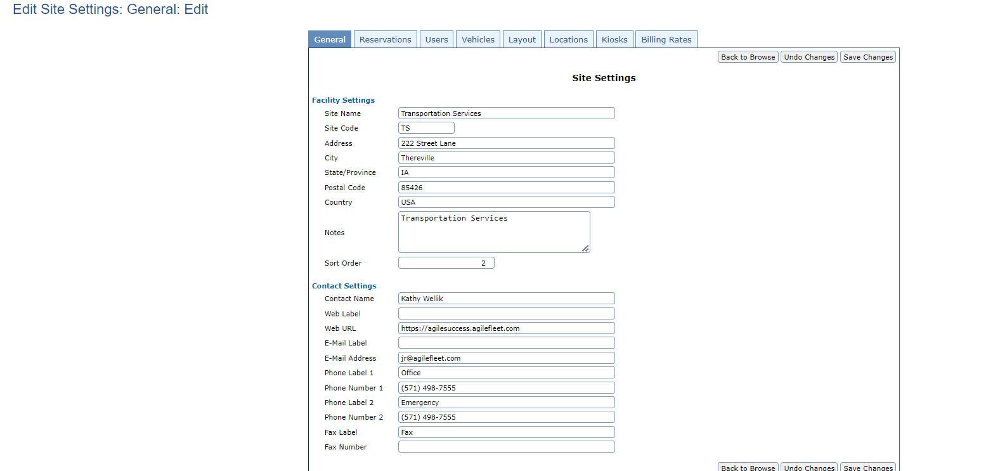 Edit Site Settings: General: Edit
General Reservations Users Vehicles Layout Locations Kiosks Billing Rates
Back to Browse Undo Changes Save Changes
Site Settings
Facility Settings
Site Name Transportation Services
Site Code TS
Address 222 Street Lane
City Thereville
State/Province IA
Postal Code 85426
Country USA
Notes Transportation Services
Sort Order 2
Contact Settings
Contact Name Kathy Wellik
Web Label
Web URL https://agilesuccess.agilefleet.com
E-Mail Label
E-Mail Address jr@agilefleet.com
Phone Label 1 Office
Phone Number 1 (571) 498-7555
Phone Label 2 Emergency
Phone Number 2 (571) 498-7555
Fax Label Fax
Fax Number
Back to Browse Undo Changes Save Changes